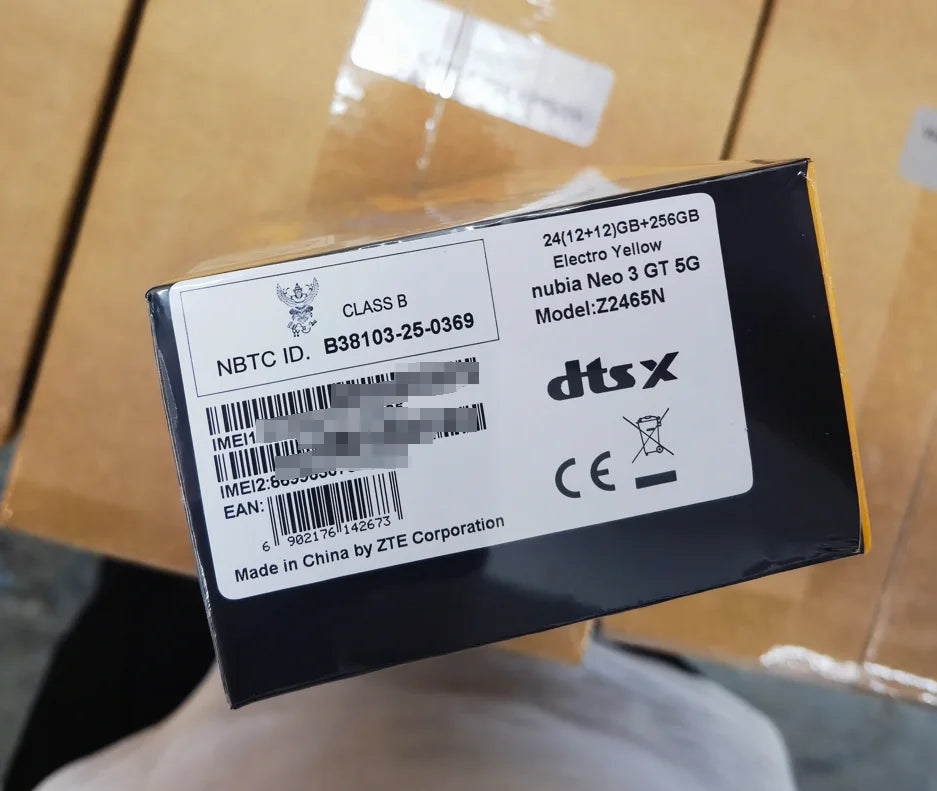 24(12+12)GB+256GB
Electro Yellow
nubia Neo 3 GT 5G
Model:Z2465N
CLASS B
NBTC ID. B38103-25-0369
IMEI1
IMEI2:
EAN:
6 902176 142673
Made in China by ZTE Corporation
dts X
CE